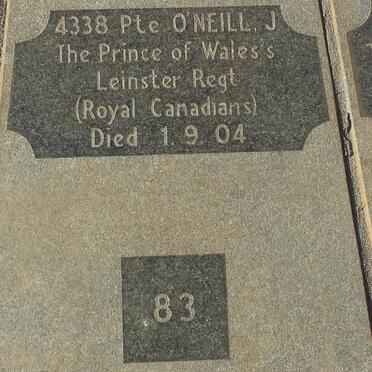 4338 Pte O'NEILL. J
The Prince of Wales's
Leinster Regt
(Royal Canadians)
Died 1. 9. 04
83